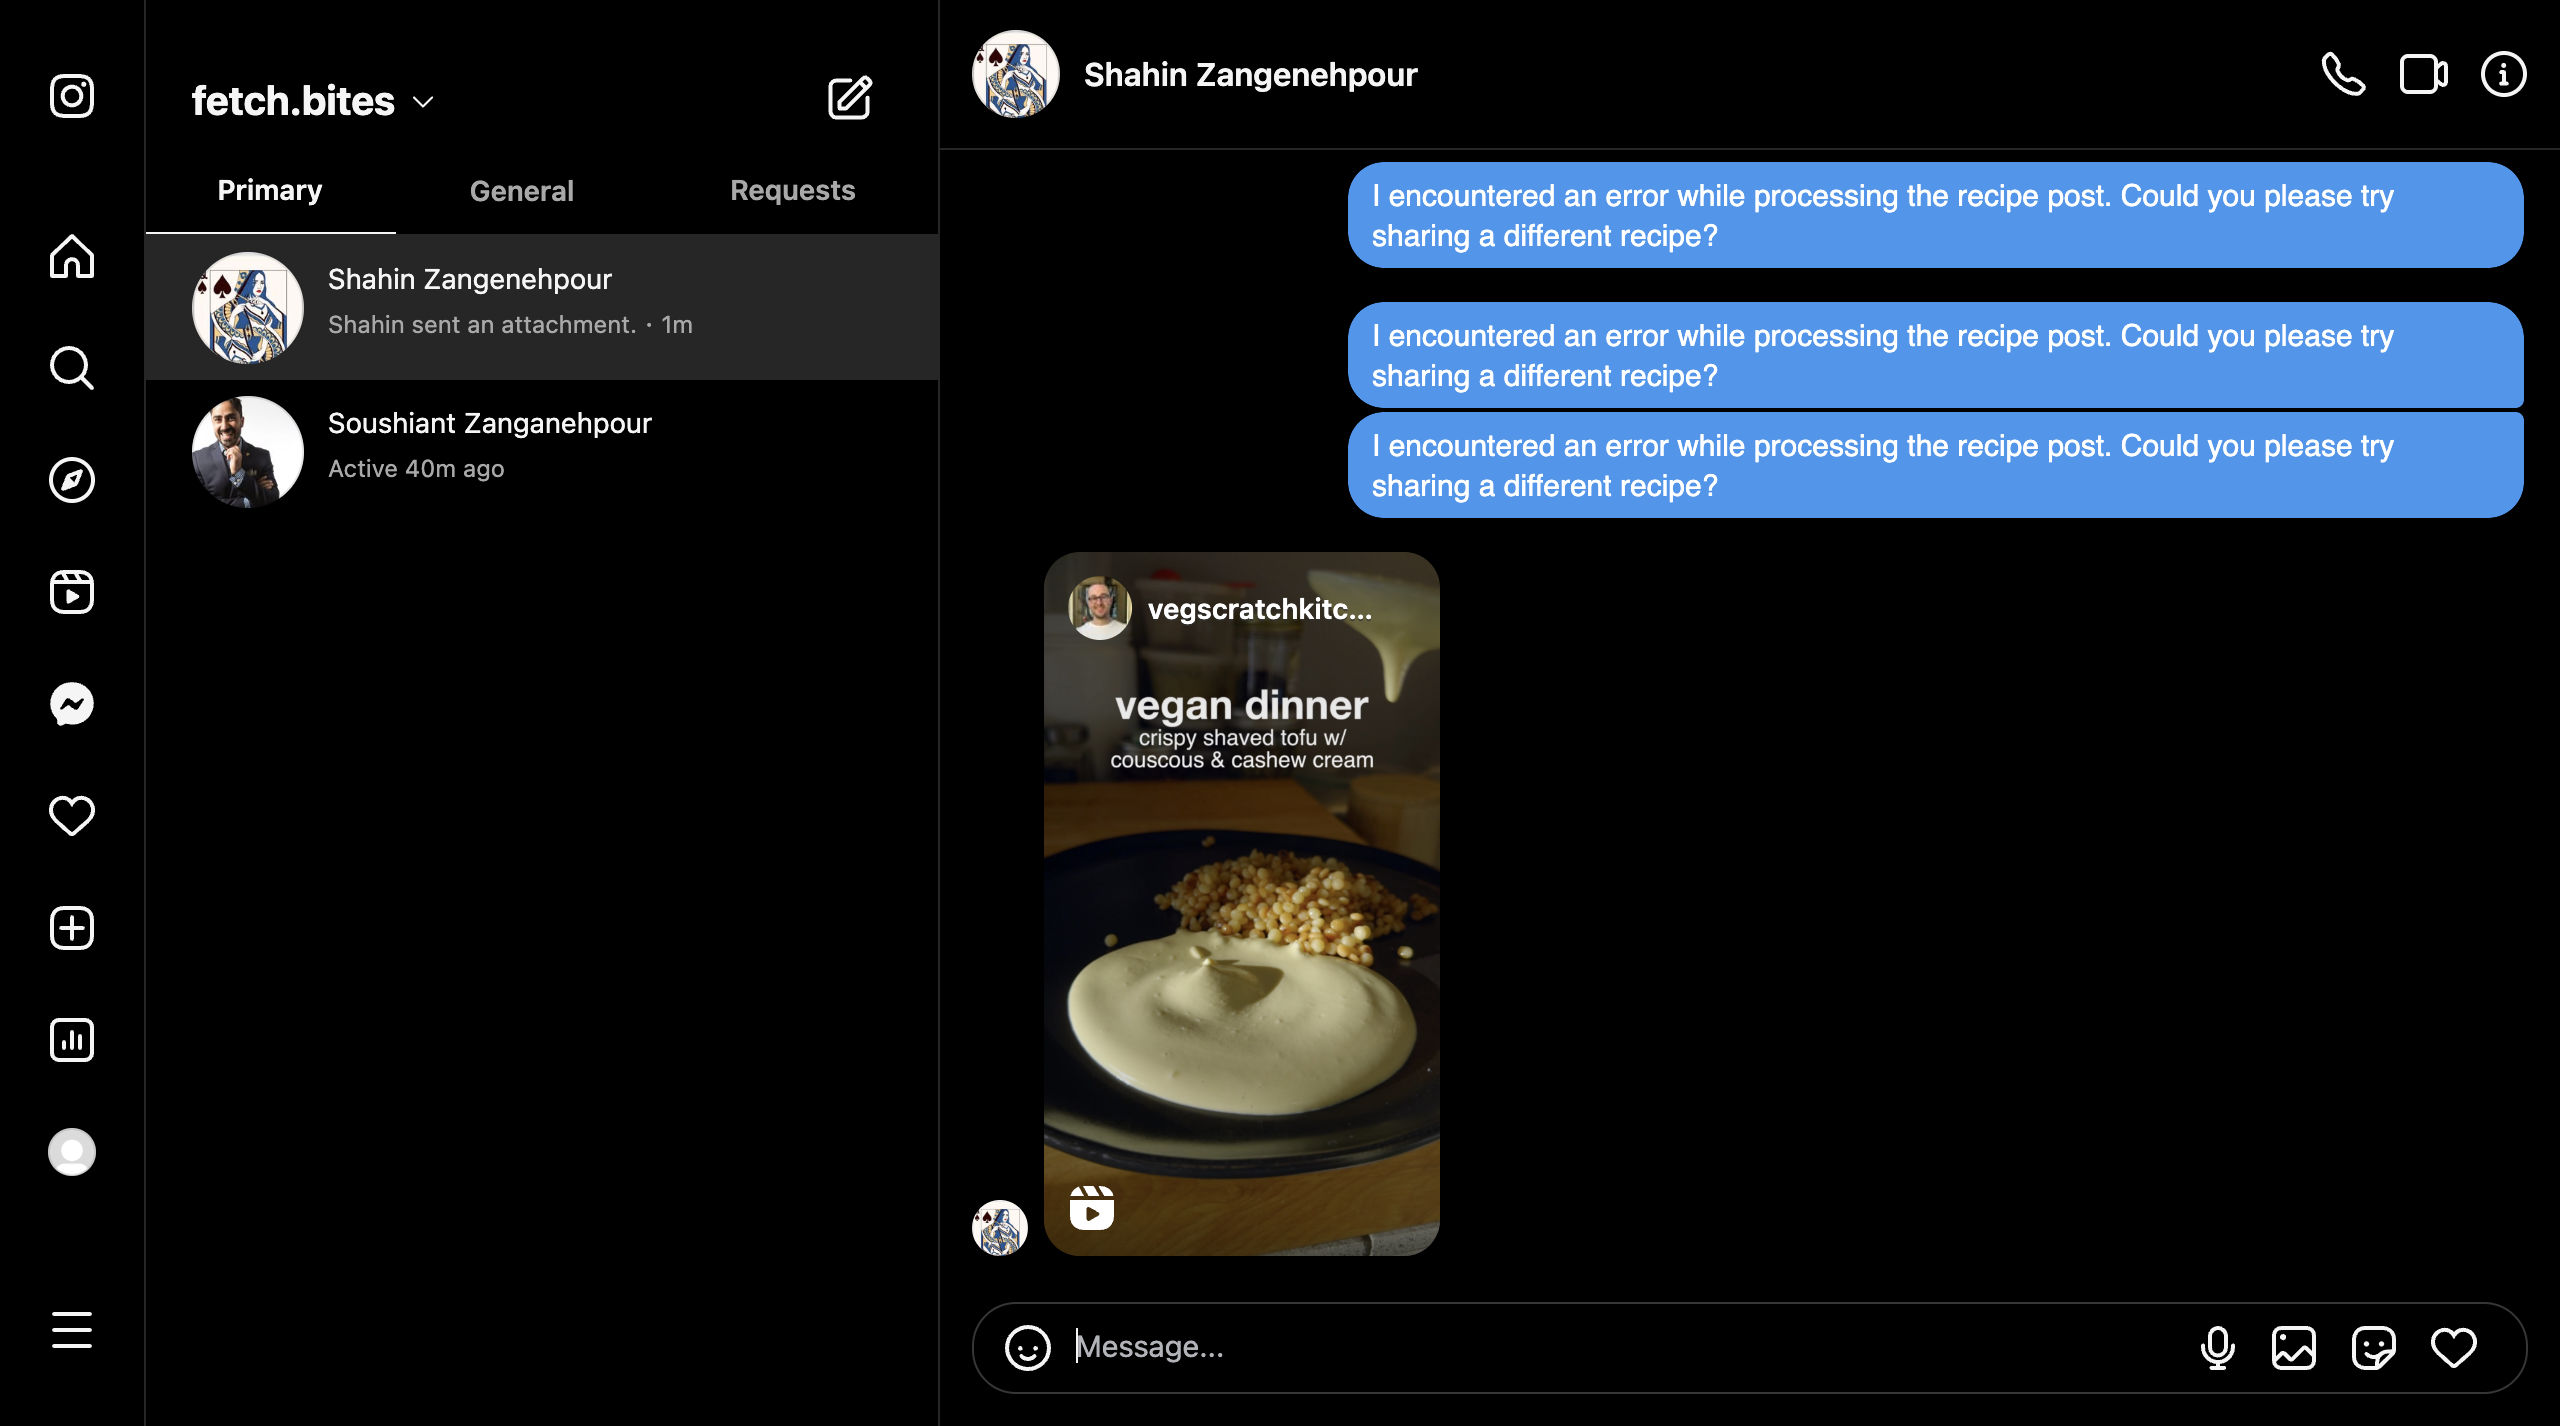 fetch.bites
Primary
General
Requests
Shahin Zangenehpour
Shahin sent an attachment. · 1m
Soushiant Zanganehpour
Active 40m ago
Shahin Zangenehpour
I encountered an error while processing the recipe post. Could you please try
sharing a different recipe?
I encountered an error while processing the recipe post. Could you please try
sharing a different recipe?
I encountered an error while processing the recipe post. Could you please try
sharing a different recipe?
vegscratchkitc...
vegan dinner
crispy shaved tofu w/
couscous & cashew cream
Message...